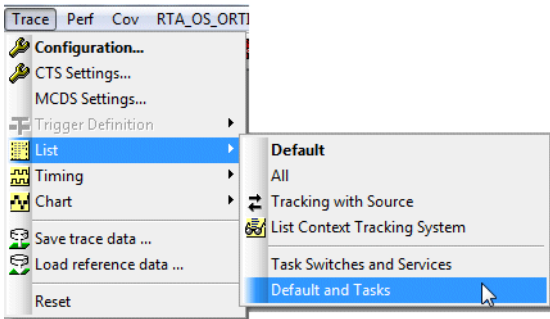 Trace Perf Cov RTA_OS_ORTI
Configuration...
CTS Settings...
MCDS Settings...
Trigger Definition
List
Timing
Chart
Save trace data ...
Load reference data ...
Reset
Default
All
Tracking with Source
List Context Tracking System
Task Switches and Services
Default and Tasks